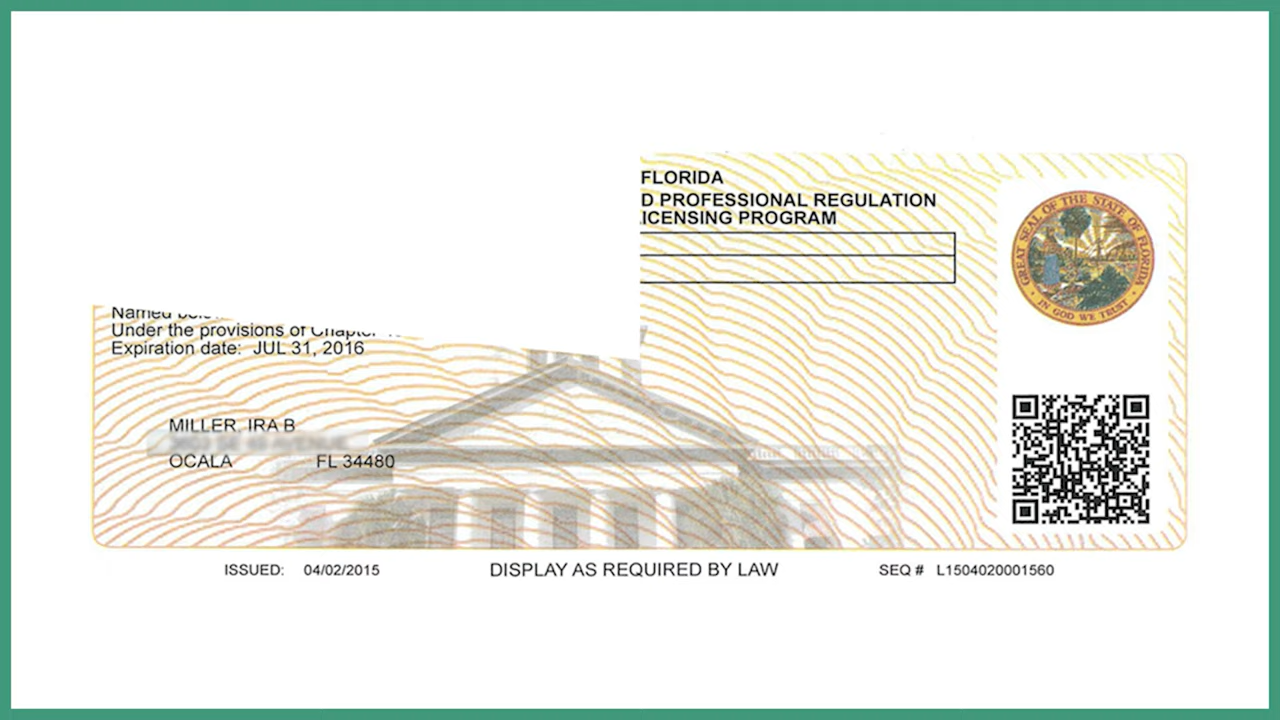 FLORIDA
D PROFESSIONAL REGULATION
ICENSING PROGRAM
GREAT SEAL OF THE STATE OF FLORIDA
IN GOD WE TRUST
Named
Under the provisions of Chapter
Expiration date: JUL 31, 2016
MILLER, IRA B
OCALA FL 34480
ISSUED: 04/02/2015 DISPLAY AS REQUIRED BY LAW SEQ # L1504020001560